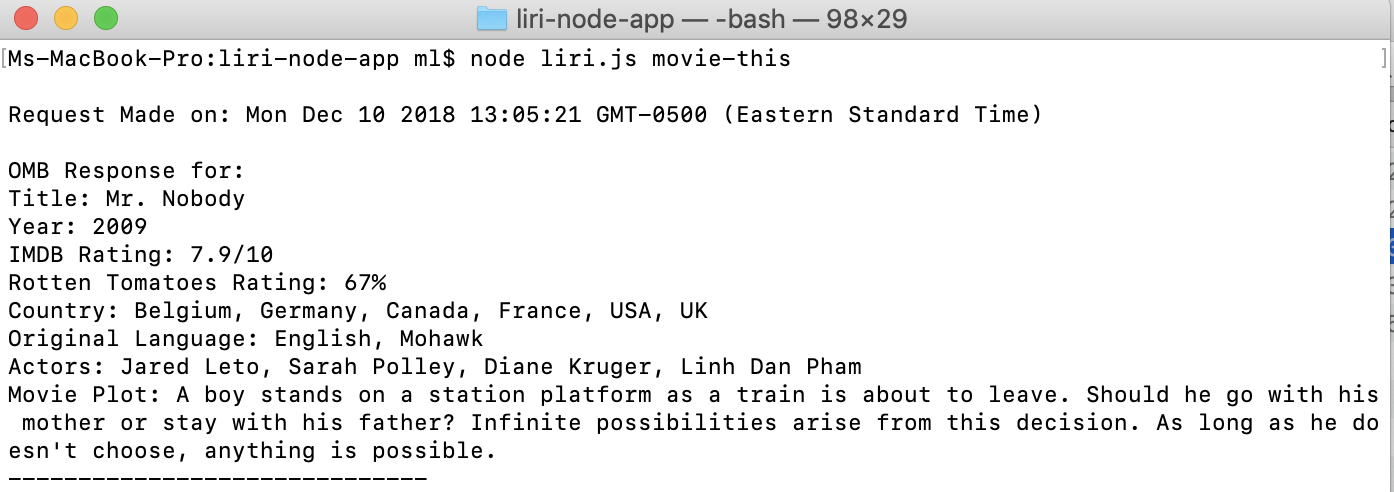 liri-node-app — -bash — 98×29
[Ms-MacBook-Pro:liri-node-app ml$ node liri.js movie-this ]
Request Made on: Mon Dec 10 2018 13:05:21 GMT-0500 (Eastern Standard Time)
OMB Response for:
Title: Mr. Nobody
Year: 2009
IMDB Rating: 7.9/10
Rotten Tomatoes Rating: 67%
Country: Belgium, Germany, Canada, France, USA, UK
Original Language: English, Mohawk
Actors: Jared Leto, Sarah Polley, Diane Kruger, Linh Dan Pham
Movie Plot: A boy stands on a station platform as a train is about to leave. Should he go with his
mother or stay with his father? Infinite possibilities arise from this decision. As long as he do
esn't choose, anything is possible.
------------------------------